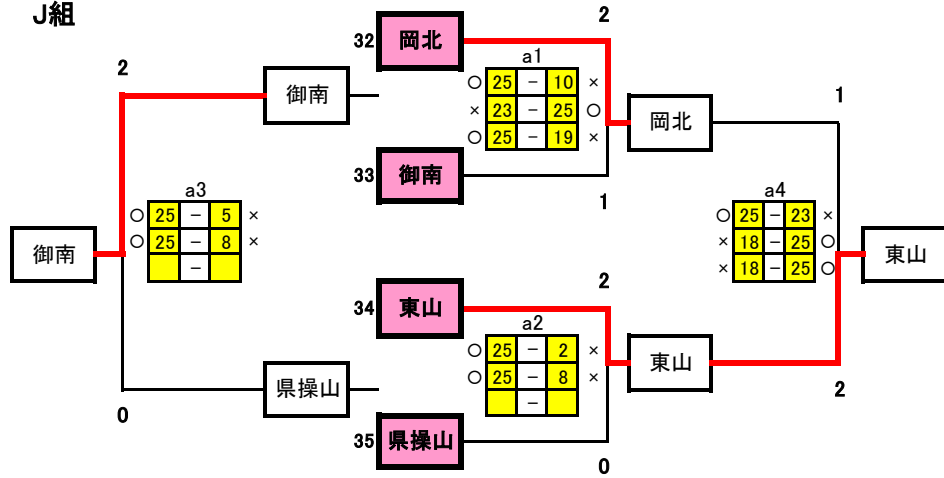 J組
32 岡北 2
2
a1
御南
○ 25 - 10 ×
1
× 23 - 25 ○
岡北
○ 25 - 19 ×
33 御南
a3
a4
1
○ 25 - 5 ×
○ 25 - 23 ×
○ 25 - 8 ×
× 18 - 25 ○
御南
東山
-
× 18 - 25 ○
2
34 東山
a2
○ 25 - 2 ×
東山
○ 25 - 8 ×
県操山
2
-
0
35 県操山
0